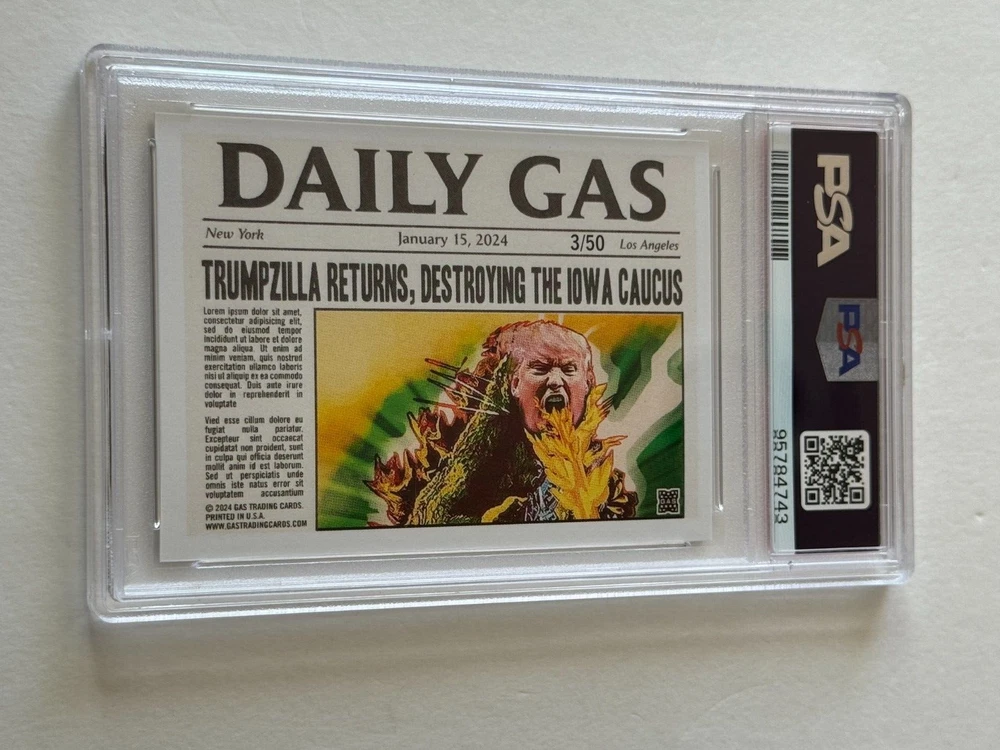 DAILY GAS
New York January 15, 2024 3/50 Los Angeles
TRUMPZILLA RETURNS, DESTROYING THE IOWA CAUCUS
Lorem ipsum dolor sit amet,
consectetur adipisicing elit,
sed do eiusmod tempor
incididunt ut labore et dolore
magna aliqua. Ut enim ad
minim veniam, quis nostrud
exercitation ullamco laboris
nisi ut aliquip ex ea commodo
consequat. Duis aute irure
dolor in reprehenderit in
voluptate
Vied esse cillum dolore eu
fugiat nulla pariatur.
Excepteur sint occaecat
cupidatat non proident, sunt
in culpa qui officia deserunt
mollit anim id est laborum.
Sed ut perspiciatis unde
omnis iste natus error sit
voluptatem accusantium
© 2024 GAS TRADING CARDS.
PRINTED IN U.S.A.
WWW.GASTRADINGCARDS.COM
PSA
PSA
95784743